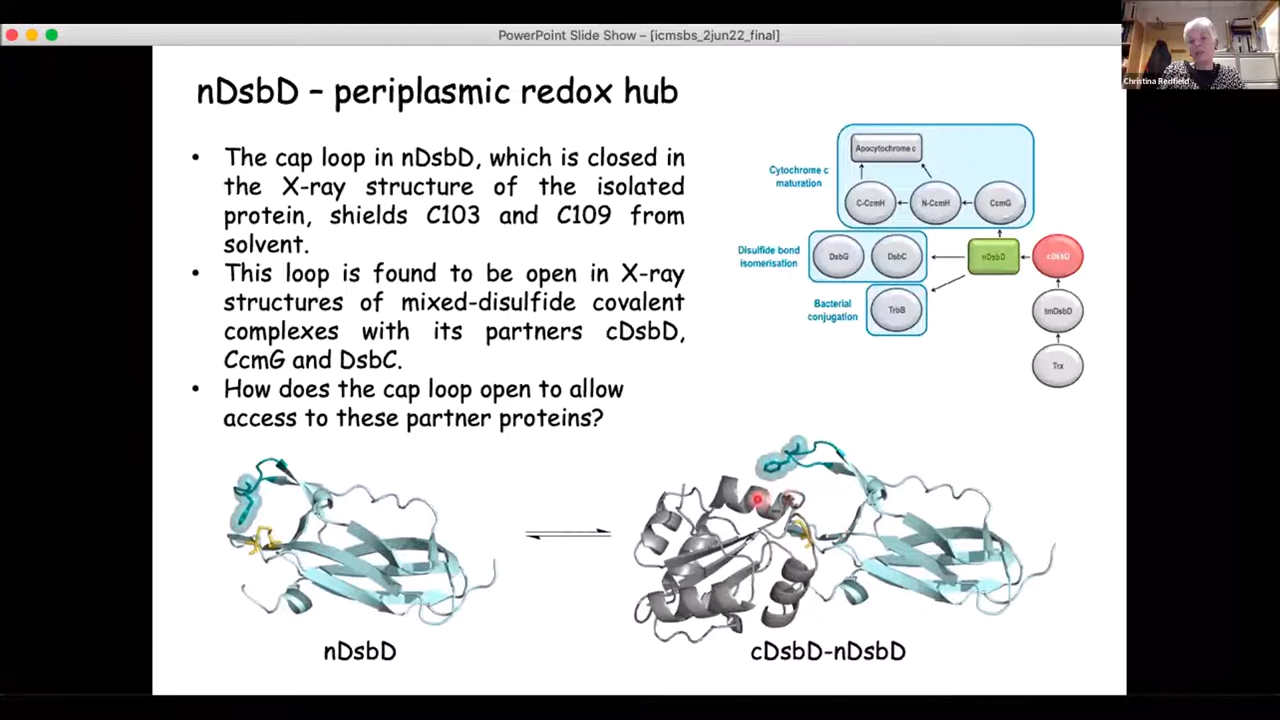 PowerPoint Slide Show – [icmsbs_2jun22_final]
Christina Redfield
nDsbD – periplasmic redox hub
• The cap loop in nDsbD, which is closed in
the X-ray structure of the isolated
protein, shields C103 and C109 from
solvent.
• This loop is found to be open in X-ray
structures of mixed-disulfide covalent
complexes with its partners cDsbD,
CcmG and DsbC.
• How does the cap loop open to allow
access to these partner proteins?
Apocytochrome c
Cytochrome c
maturation
C-CcmH
N-CcmH
CcmG
Disulfide bond
isomerisation
DsbG
DsbC
nDsbD
cDsbD
Bacterial
conjugation
TrbB
tmDsbD
Trx
nDsbD
cDsbD-nDsbD